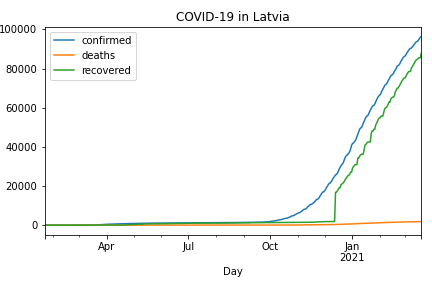 COVID-19 in Latvia
confirmed
deaths
recovered
100000
80000
60000
40000
20000
0
Apr
Jul
Oct
Jan
2021
Day